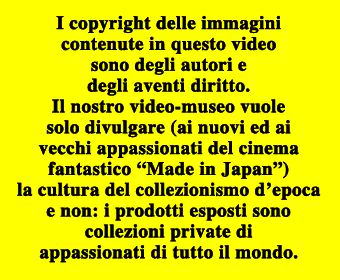 I copyright delle immagini
contenute in questo video
sono degli autori e
degli aventi diritto.
Il nostro video-museo vuole
solo divulgare (ai nuovi ed ai
vecchi appassionati del cinema
fantastico “Made in Japan”)
la cultura del collezionismo d’epoca
e non: i prodotti esposti sono
collezioni private di
appassionati di tutto il mondo.